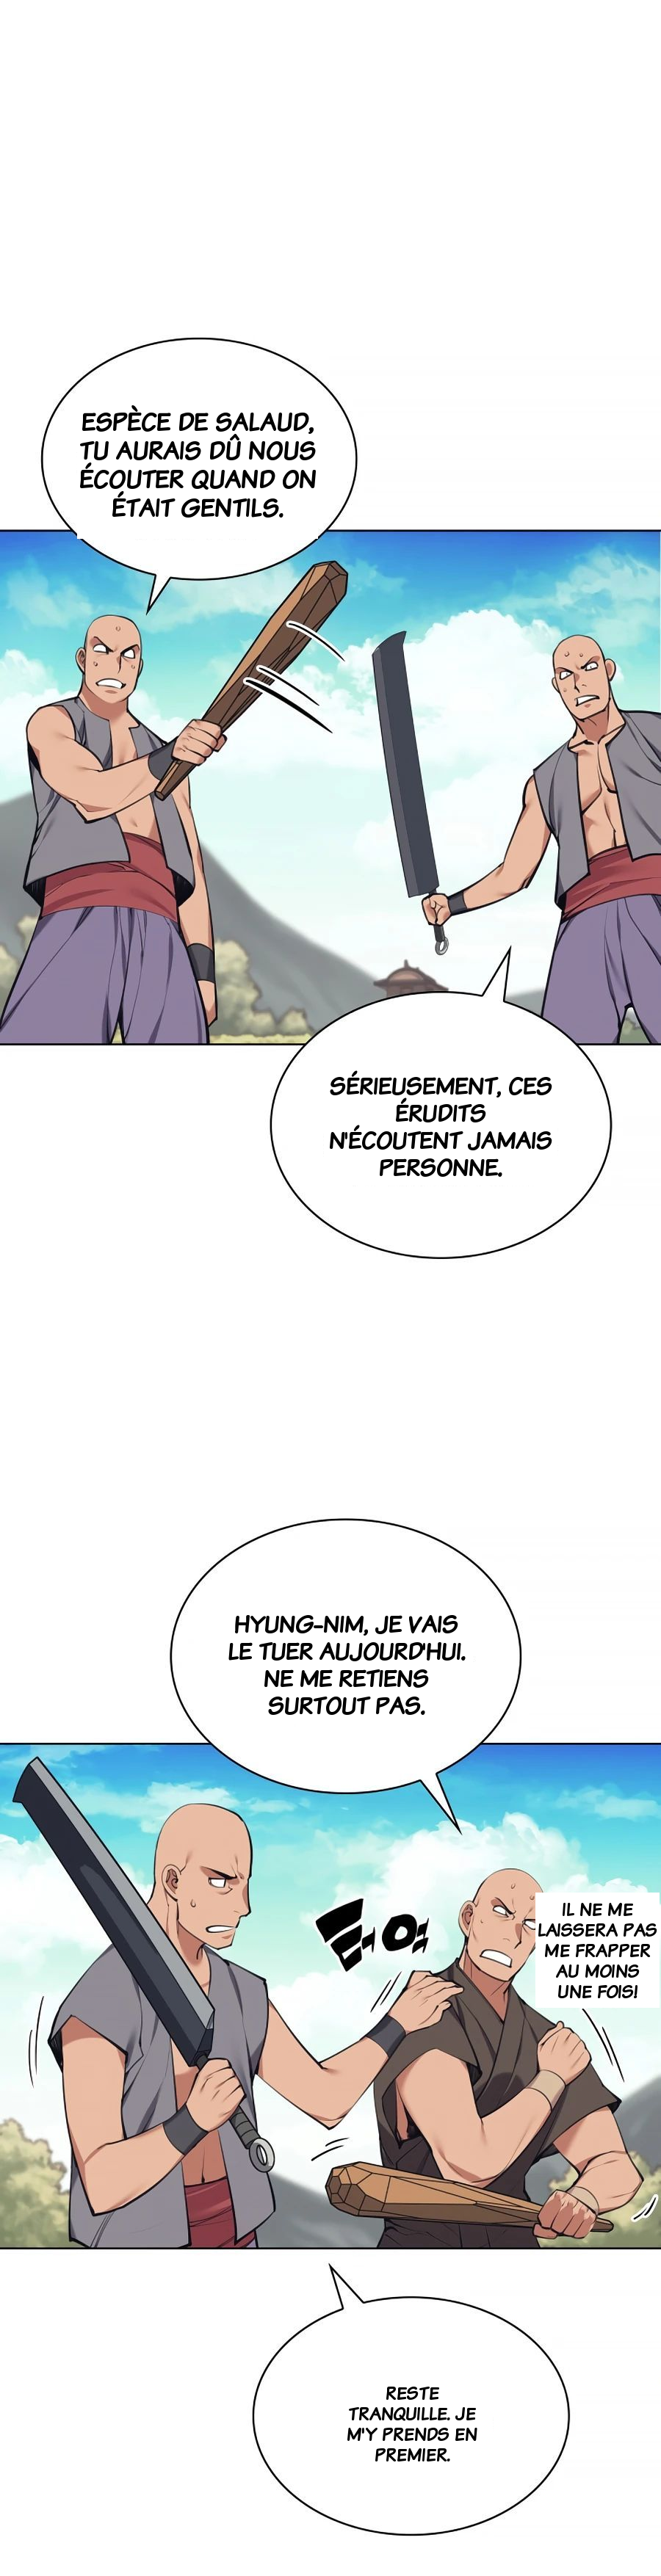 ESPÈCE DE SALAUD,
TU AURAIS DÛ NOUS
ÉCOUTER QUAND ON
ÉTAIT GENTILS.
SÉRIEUSEMENT, CES
ÉRUDITS
N'ÉCOUTENT JAMAIS
PERSONNE.
HYUNG-NIM, JE VAIS
LE TUER AUJOURD'HUI.
NE ME RETIENS
SURTOUT PAS.
IL NE ME
LAISSERA PAS
ME FRAPPER
AU MOINS
UNE FOIS!
RESTE
TRANQUILLE. JE
M'Y PRENDS EN
PREMIER.